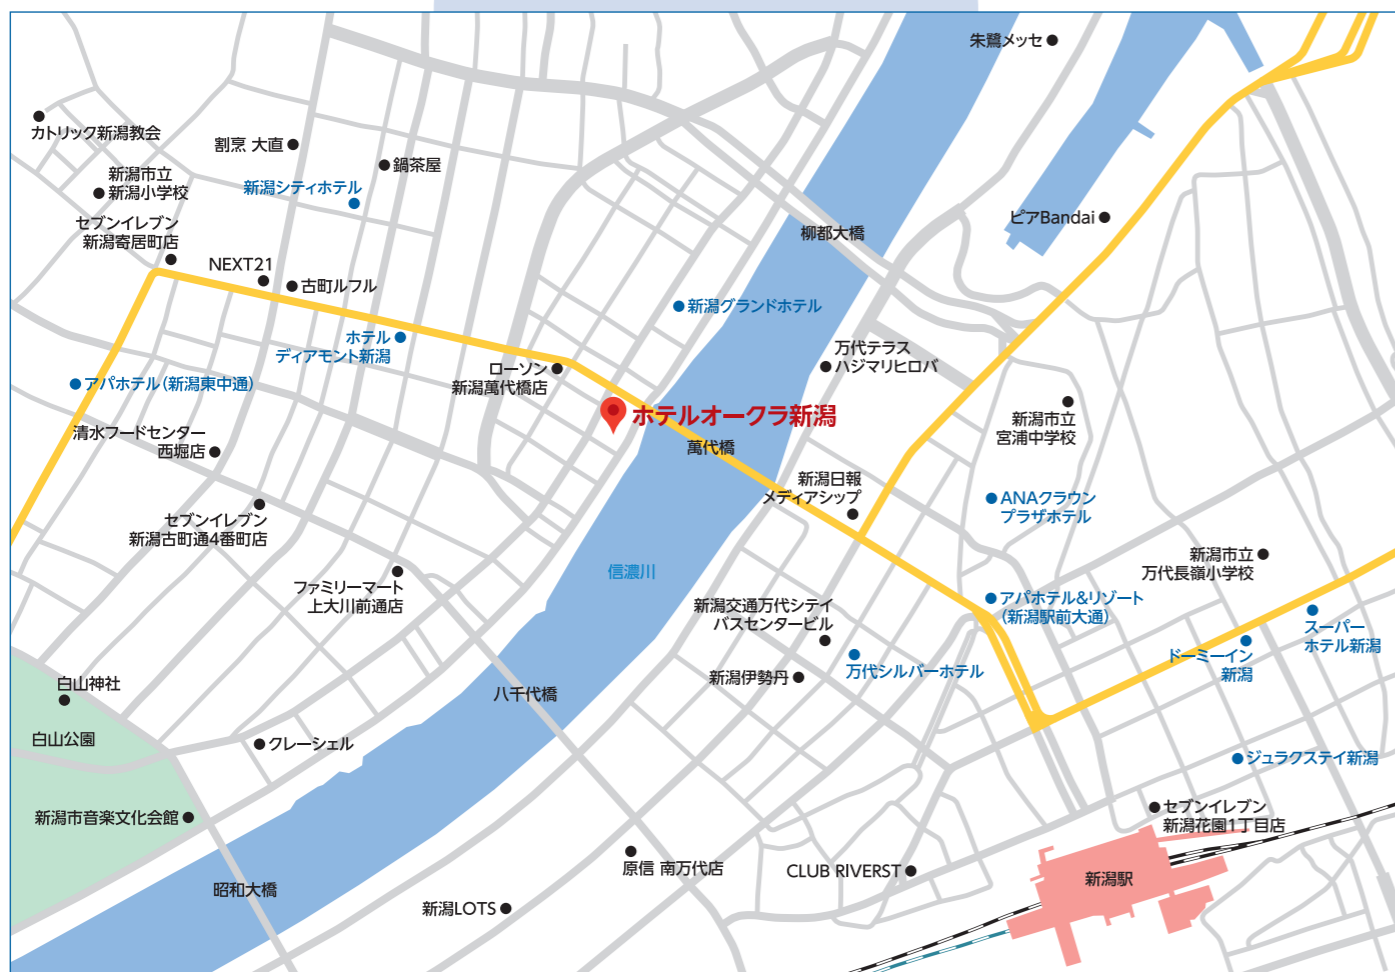 朱鷺メッセ
カトリック新潟教会
割烹 大直
鍋茶屋
新潟市立
新潟小学校
新潟シティホテル
セブンイレブン
新潟寄居町店
ピアBandai
柳都大橋
NEXT21
古町ルフル
新潟グランドホテル
ホテル
ディアモント新潟
万代テラス
ハジマリヒロバ
ローソン
新潟萬代橋店
アパホテル(新潟東中通)
ホテルオークラ新潟
新潟市立
宮浦中学校
清水フードセンター
西堀店
萬代橋
新潟日報
メディアシップ
ANAクラウン
プラザホテル
セブンイレブン
新潟古町通4番町店
新潟市立
万代長嶺小学校
信濃川
ファミリーマート
上大川前通店
新潟交通万代シテイ
バスセンタービル
アパホテル&リゾート
(新潟駅前大通)
スーパー
ホテル新潟
ドーミーイン
新潟
万代シルバーホテル
新潟伊勢丹
白山神社
八千代橋
白山公園
クレーシェル
ジュラクステイ新潟
新潟市音楽文化会館
セブンイレブン
新潟花園1丁目店
原信 南万代店
CLUB RIVERST
新潟駅
昭和大橋
新潟LOTS